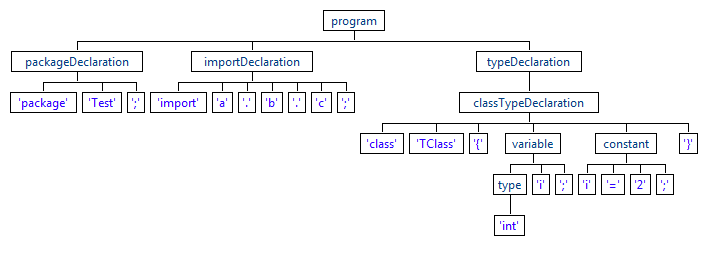 program
packageDeclaration importDeclaration typeDeclaration
'package' 'Test' ';' 'import' 'a' '.' 'b' '.' 'c' ';' classTypeDeclaration
'class' 'TClass' '{' variable constant '}'
type 'i' ';' 'i' '=' '2' ';'
'int'